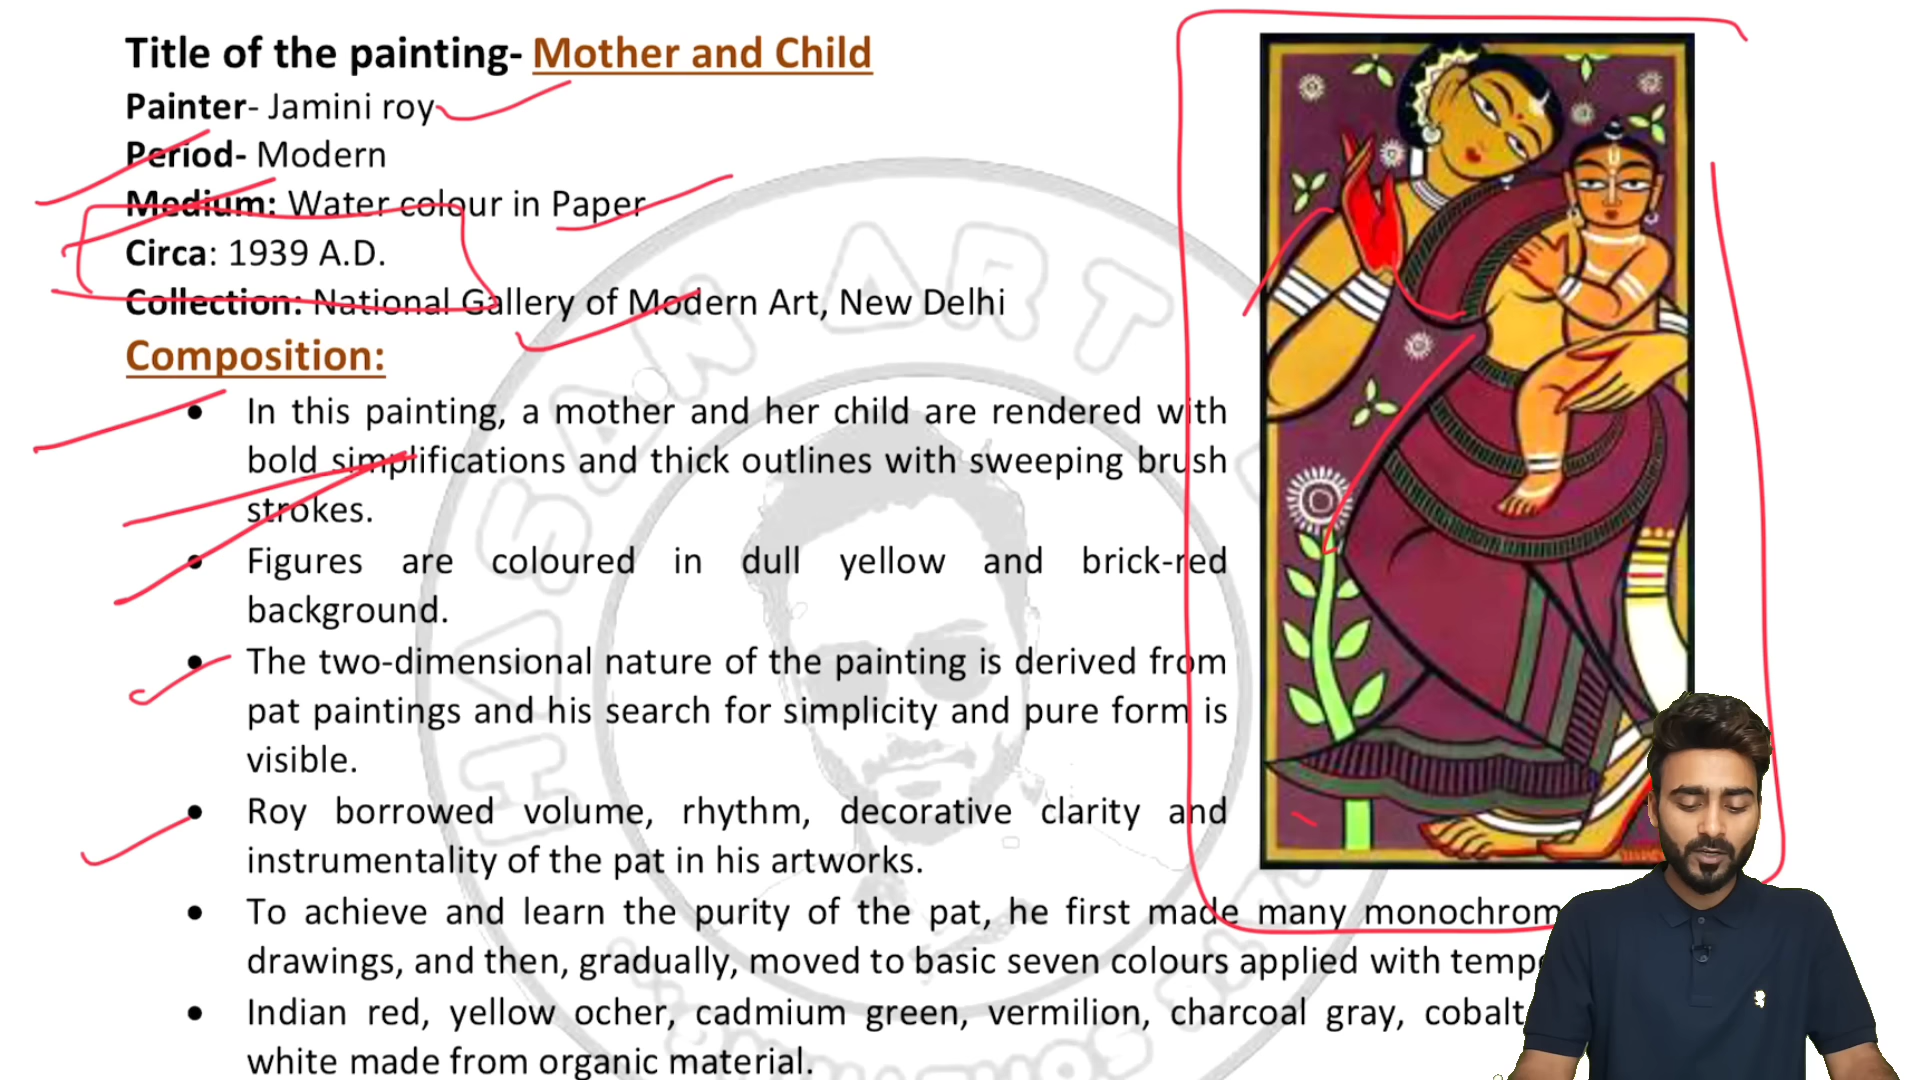 Title of the painting- Mother and Child
Painter- Jamini roy
Period- Modern
Medium: Water colour in Paper
Circa: 1939 A.D.
Collection: National Gallery of Modern Art, New Delhi
Composition:
• In this painting, a mother and her child are rendered with
bold simplifications and thick outlines with sweeping brush
strokes.
• Figures are coloured in dull yellow and brick-red
background.
• The two-dimensional nature of the painting is derived from
pat paintings and his search for simplicity and pure form is
visible.
• Roy borrowed volume, rhythm, decorative clarity and
instrumentality of the pat in his artworks.
• To achieve and learn the purity of the pat, he first made many monochrom
drawings, and then, gradually, moved to basic seven colours applied with tempe
• Indian red, yellow ocher, cadmium green, vermilion, charcoal gray, cobalt
white made from organic material.
HASAN ART